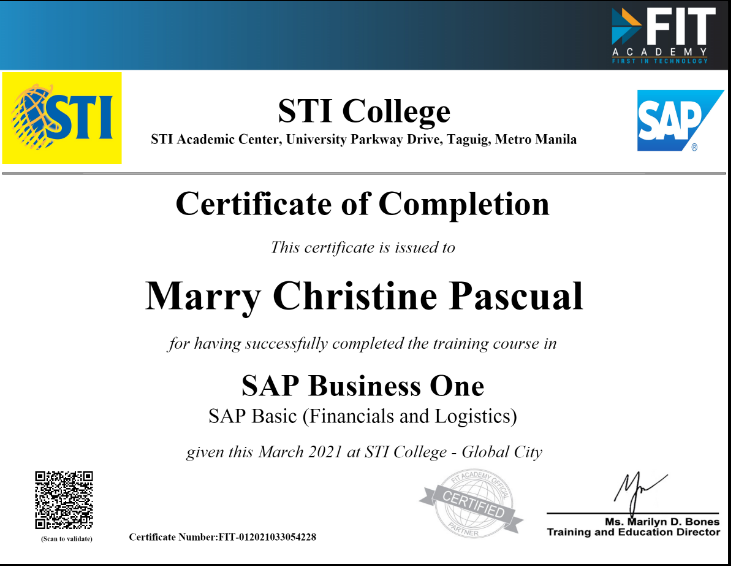 FIT
ACADEMY
FIRST IN TECHNOLOGY
STI
STI College
STI Academic Center, University Parkway Drive, Taguig, Metro Manila
SAP
®
Certificate of Completion
This certificate is issued to
Marry Christine Pascual
for having successfully completed the training course in
SAP Business One
SAP Basic (Financials and Logistics)
given this March 2021 at STI College - Global City
FIT ACADEMY OFFICIAL
CERTIFIED
PARTNER
(Scan to validate)
Certificate Number:FIT-012021033054228
Ms. Marilyn D. Bones
Training and Education Director